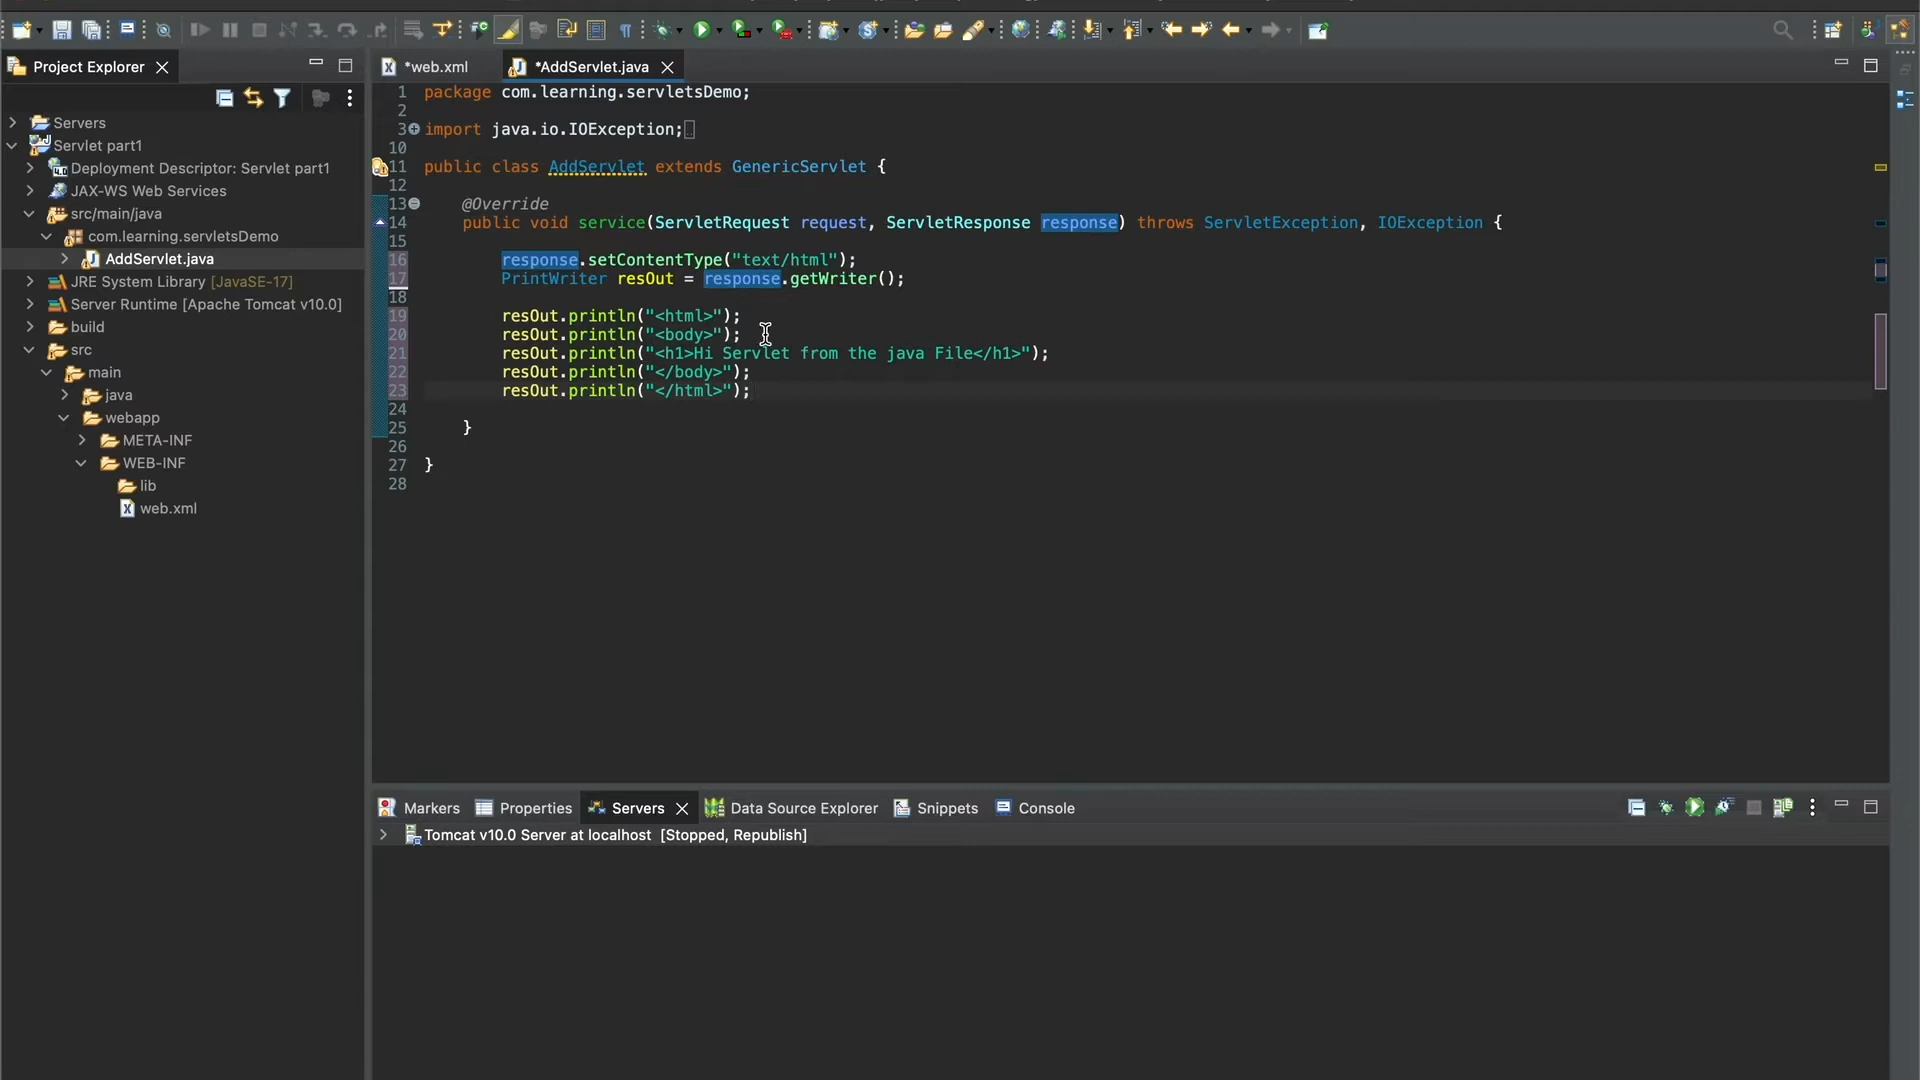 Project Explorer
Servers
Servlet part1
Deployment Descriptor: Servlet part1
JAX-WS Web Services
src/main/java
com.learning.servletsDemo
AddServlet.java
JRE System Library [JavaSE-17]
Server Runtime [Apache Tomcat v10.0]
build
src
main
java
webapp
META-INF
WEB-INF
lib
web.xml
*web.xml
*AddServlet.java
1 package com.learning.servletsDemo;
2
3 import java.io.IOException;
10
11 public class AddServlet extends GenericServlet {
12
13 @Override
14 public void service(ServletRequest request, ServletResponse response) throws ServletException, IOException {
15
16 response.setContentType("text/html");
17 PrintWriter resOut = response.getWriter();
18
19 resOut.println("<html>");
20 resOut.println("<body>");
21 resOut.println("<h1>Hi Servlet from the java File</h1>");
22 resOut.println("</body>");
23 resOut.println("</html>");
24
25 }
26
27 }
28
Markers
Properties
Servers
Data Source Explorer
Snippets
Console
Tomcat v10.0 Server at localhost [Stopped, Republish]